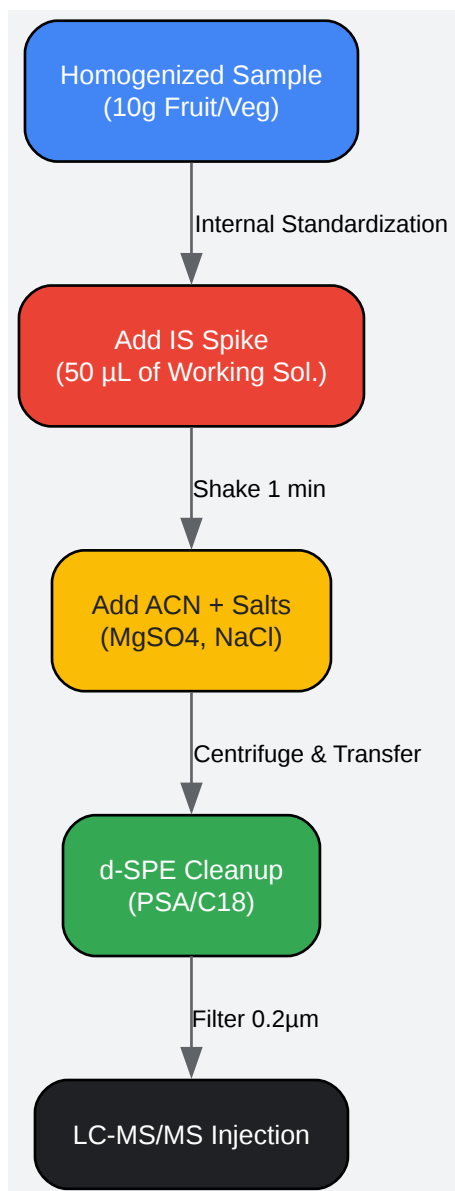 Homogenized Sample
(10g Fruit/Veg)
Internal Standardization
Add IS Spike
(50 µL of Working Sol.)
Shake 1 min
Add ACN + Salts
(MgSO4, NaCl)
Centrifuge & Transfer
d-SPE Cleanup
(PSA/C18)
Filter 0.2µm
LC-MS/MS Injection